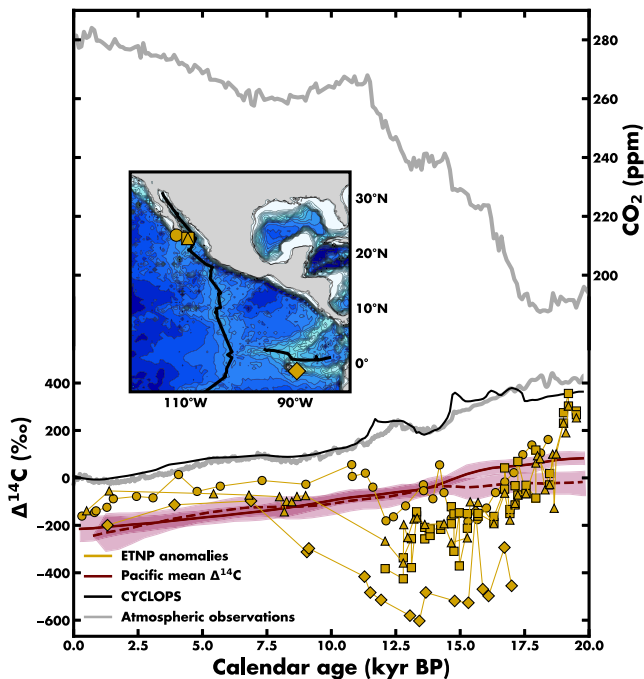 280
260
240
220
200
CO₂ (ppm)
30°N
20°N
10°N
0°
110°W
90°W
400
200
0
−200
−400
−600
Δ¹⁴C (‰)
ETNP anomalies
Pacific mean Δ¹⁴C
CYCLOPS
Atmospheric observations
0.0
2.5
5.0
7.5
10.0
12.5
15.0
17.5
20.0
Calendar age (kyr BP)